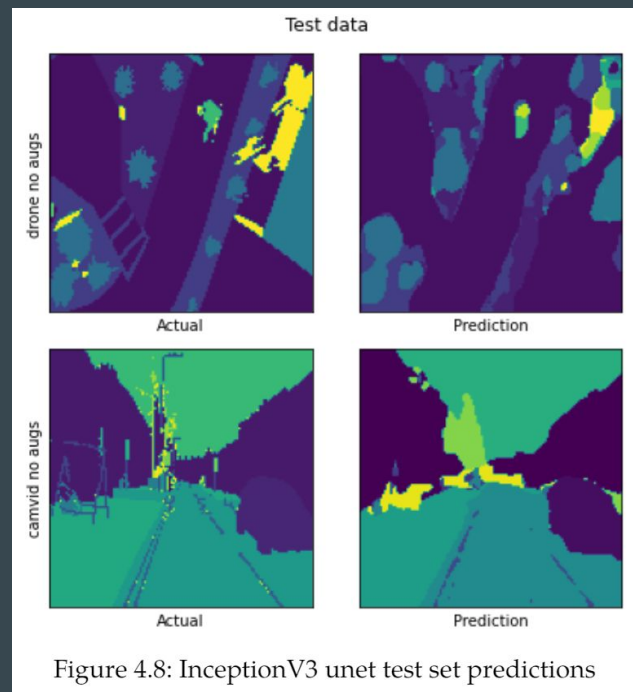 Test data
drone no augs
Actual
Prediction
camvid no augs
Actual
Prediction
Figure 4.8: InceptionV3 unet test set predictions